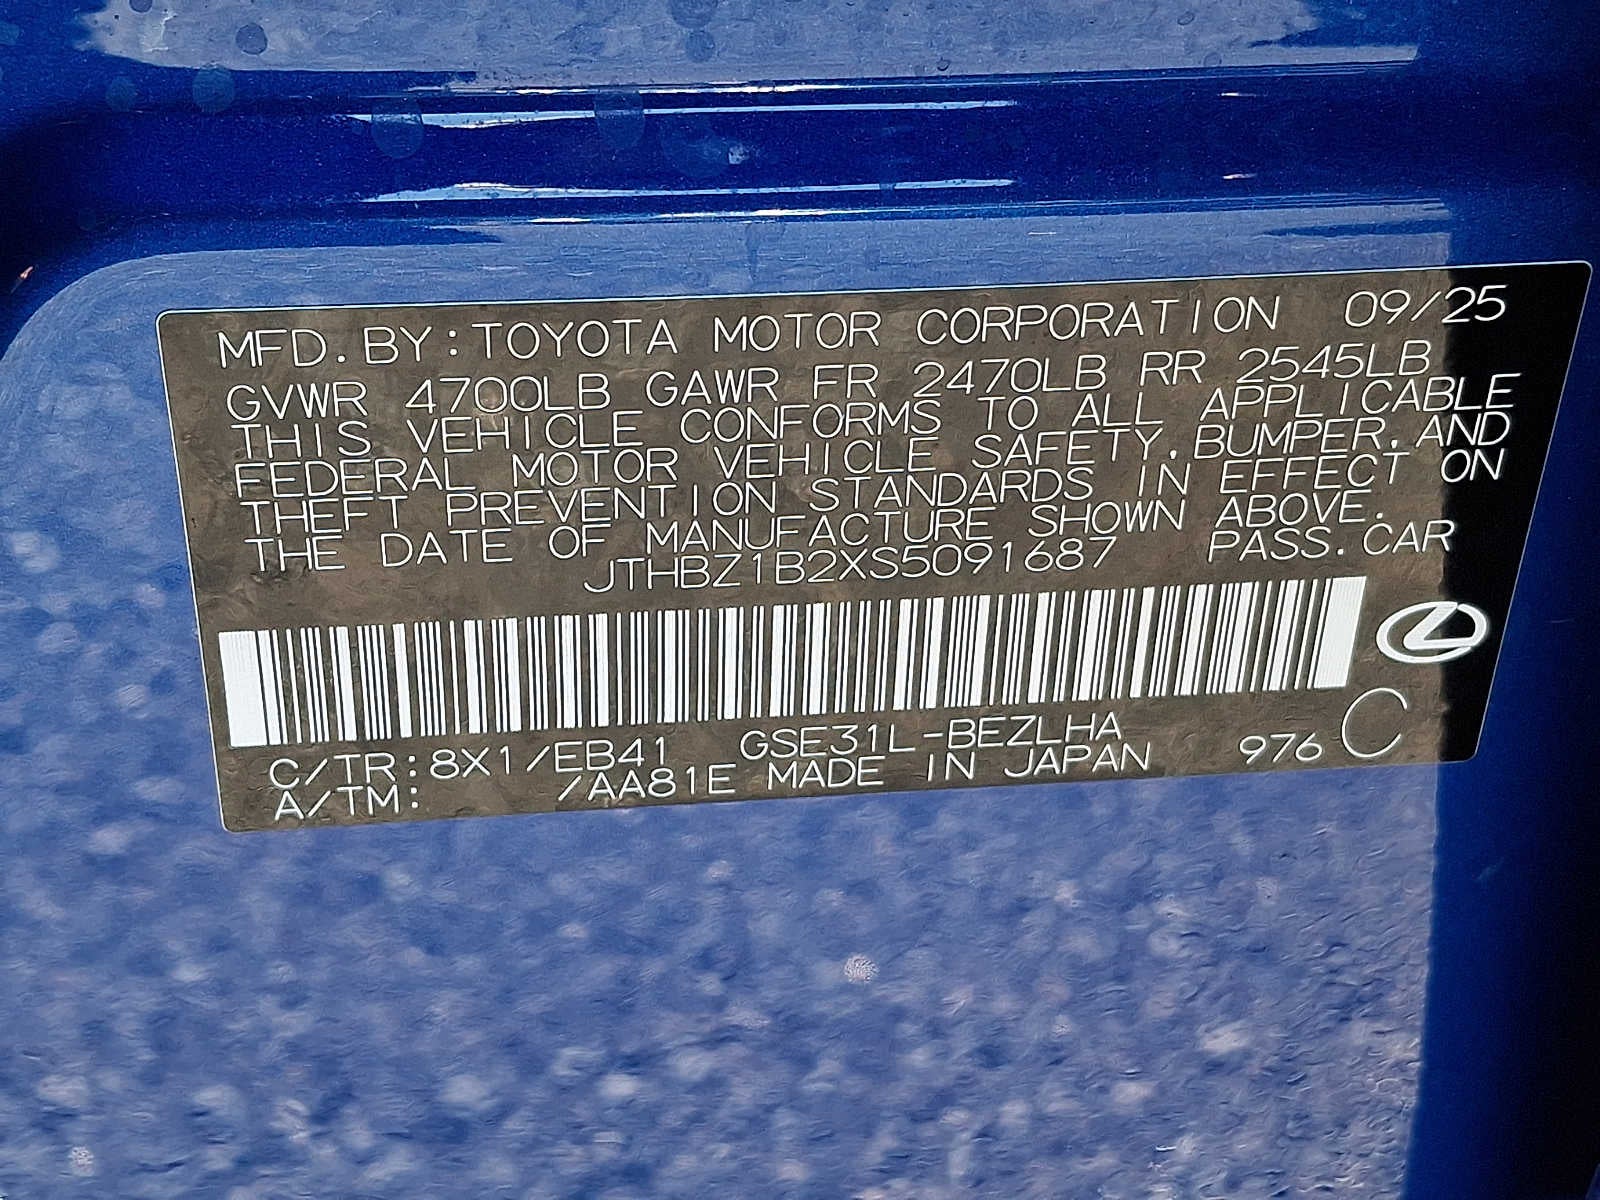 MFD. BY: TOYOTA MOTOR CORPORATION 09/25
GVWR 4700LB GAWR FR 2470LB RR 2545LB
THIS VEHICLE CONFORMS TO ALL APPLICABLE
FEDERAL MOTOR VEHICLE SAFETY, BUMPER, AND
THEFT PREVENTION STANDARDS IN EFFECT ON
THE DATE OF MANUFACTURE SHOWN ABOVE.
JTHBZ1B2XS5091687 PASS. CAR
C/TR: 8X1/EB41 GSE31L-BEZLHA
A/TM: /AA81E MADE IN JAPAN 976 C